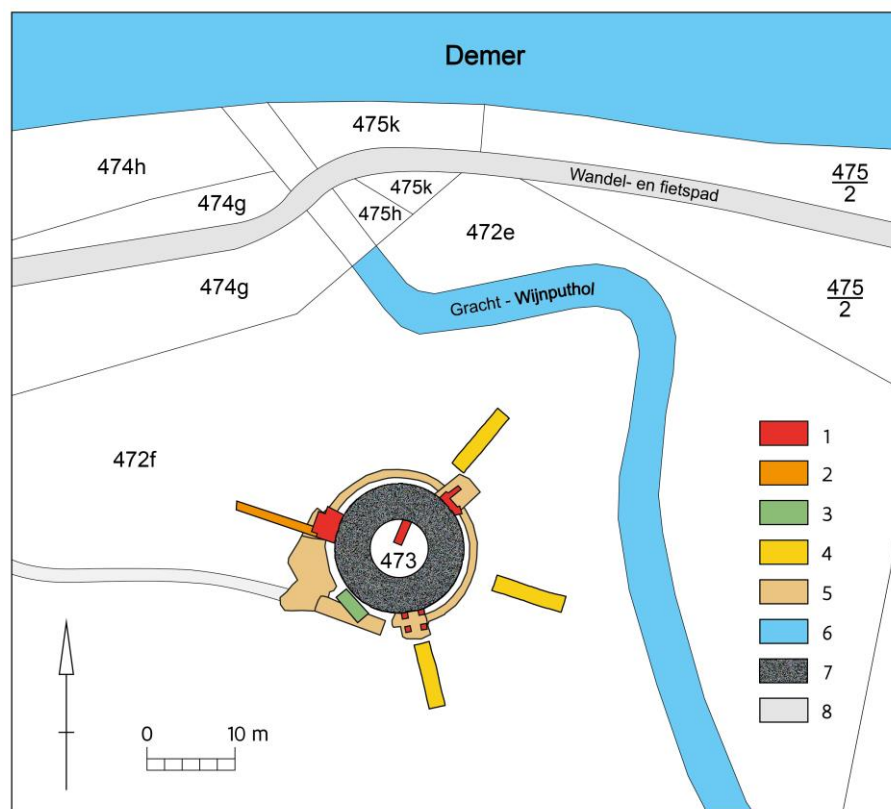 Demer
475k
474h
Wandel- en fietspad
475
2
475k
474g
475h
472e
474g
475
2
Gracht - Wijnputhol
1
472f
2
3
4
473
5
6
7
0 10 m
8